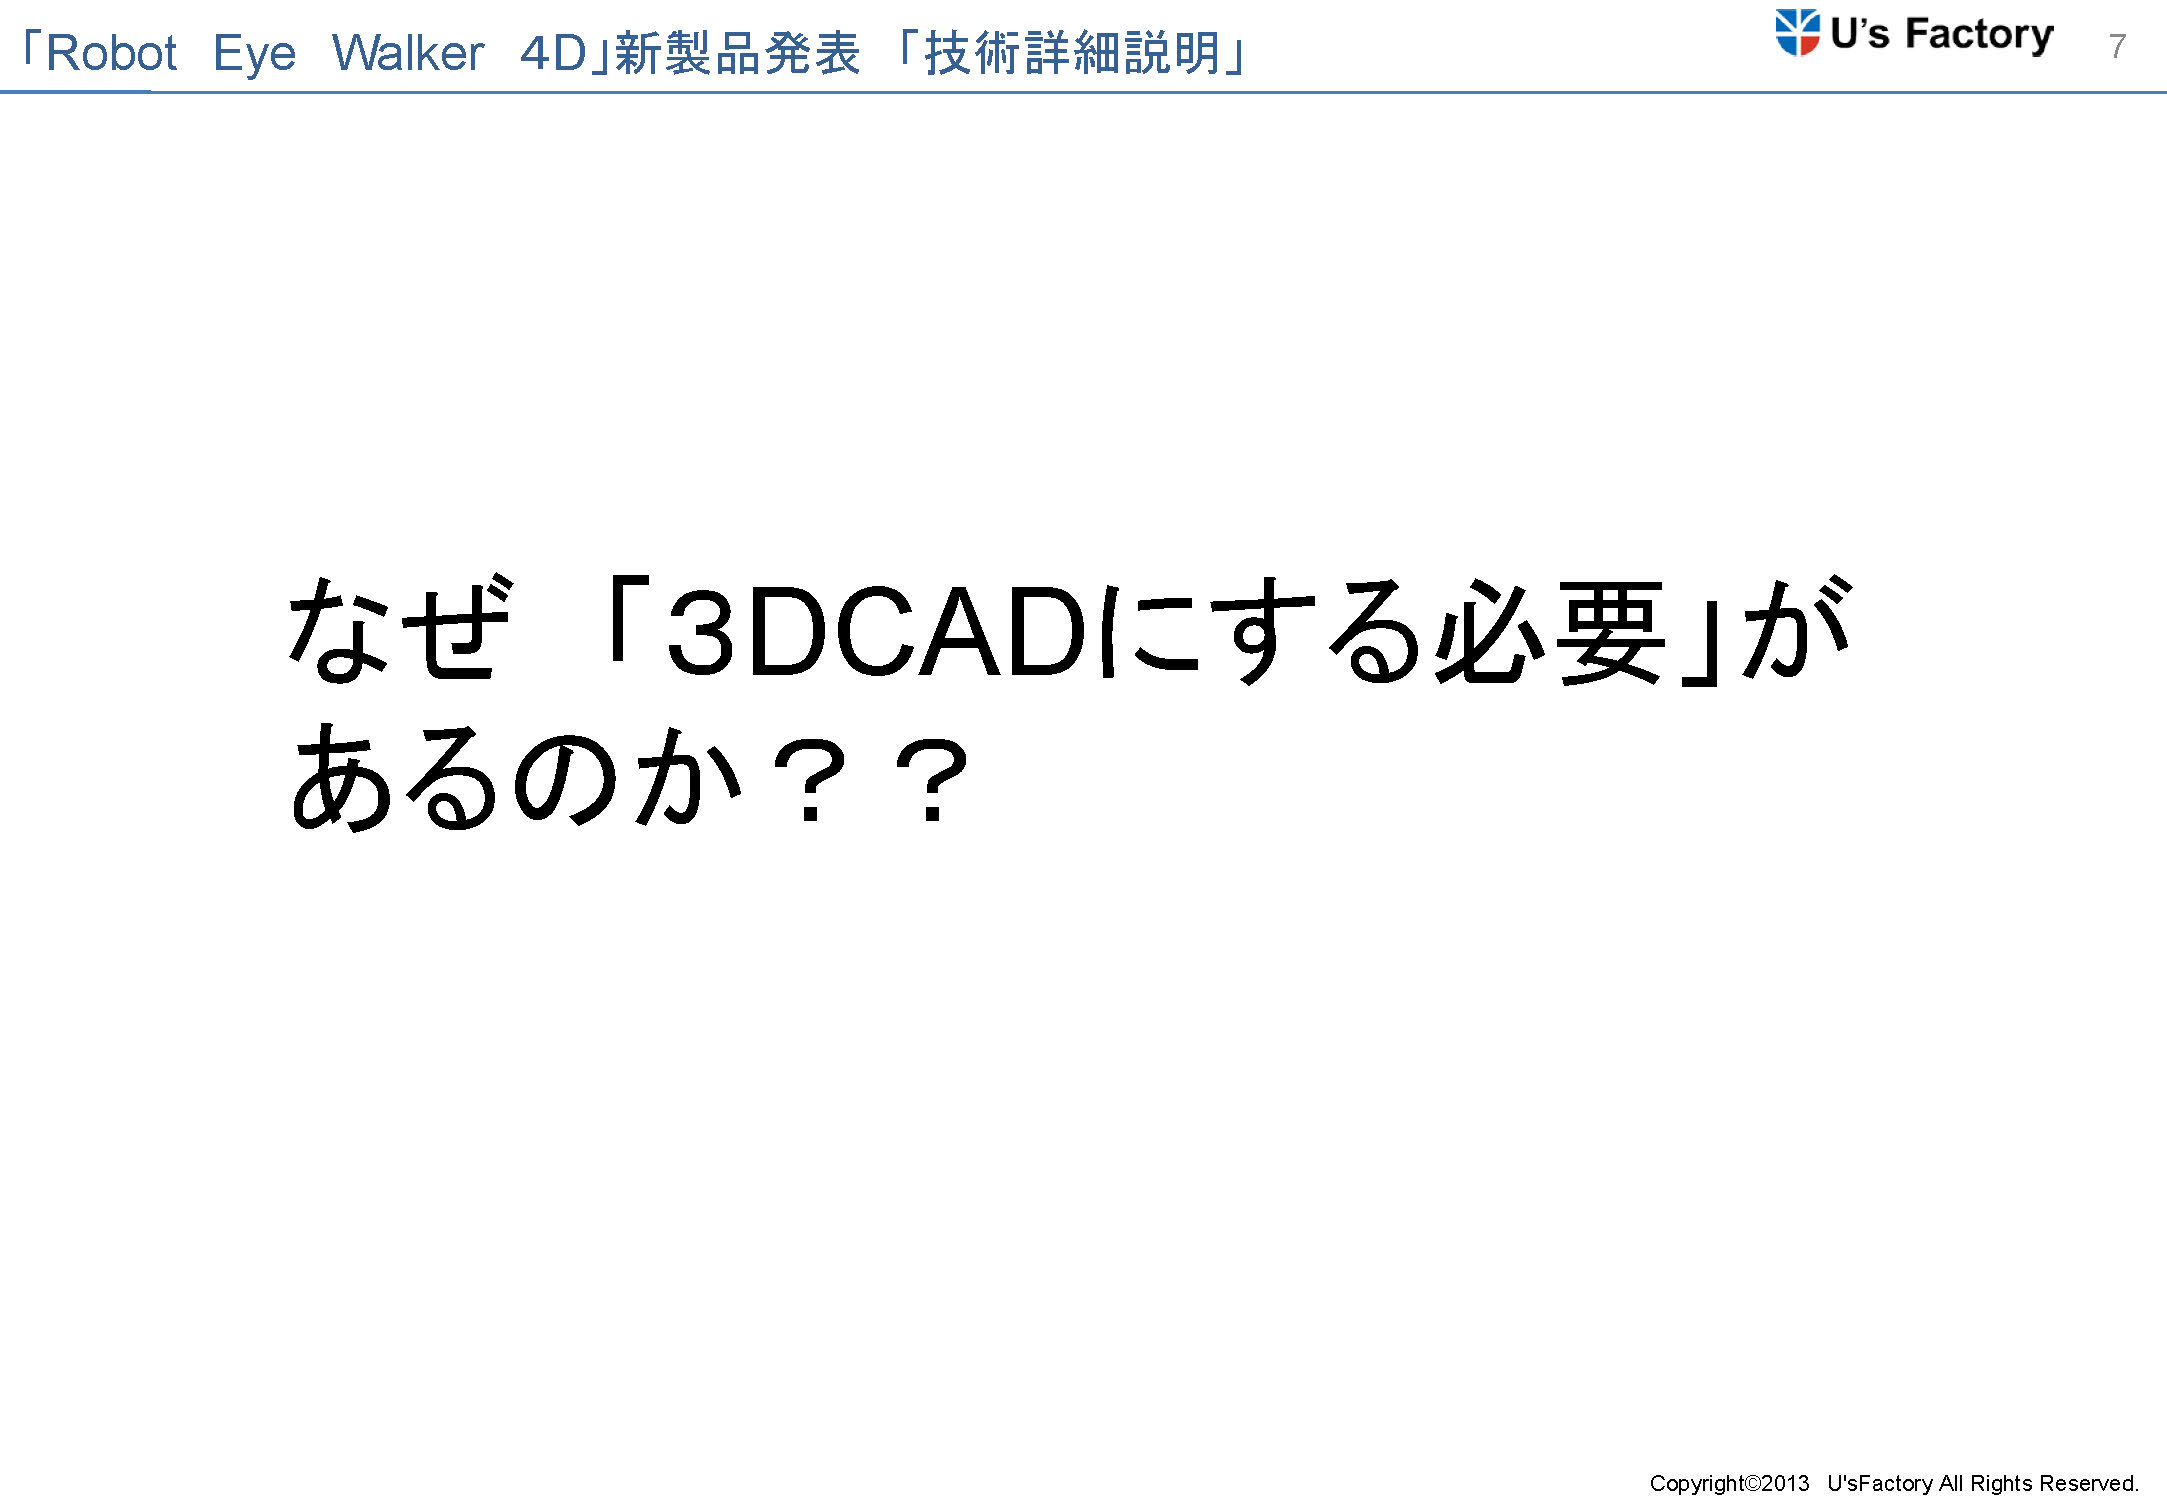 「Robot　Eye　Walker　４D」新製品発表　「技術詳細説明」
U's Factory
7
なぜ　「３DCADにする必要」が
あるのか？？
Copyright©2013　U'sFactory All Rights Reserved.